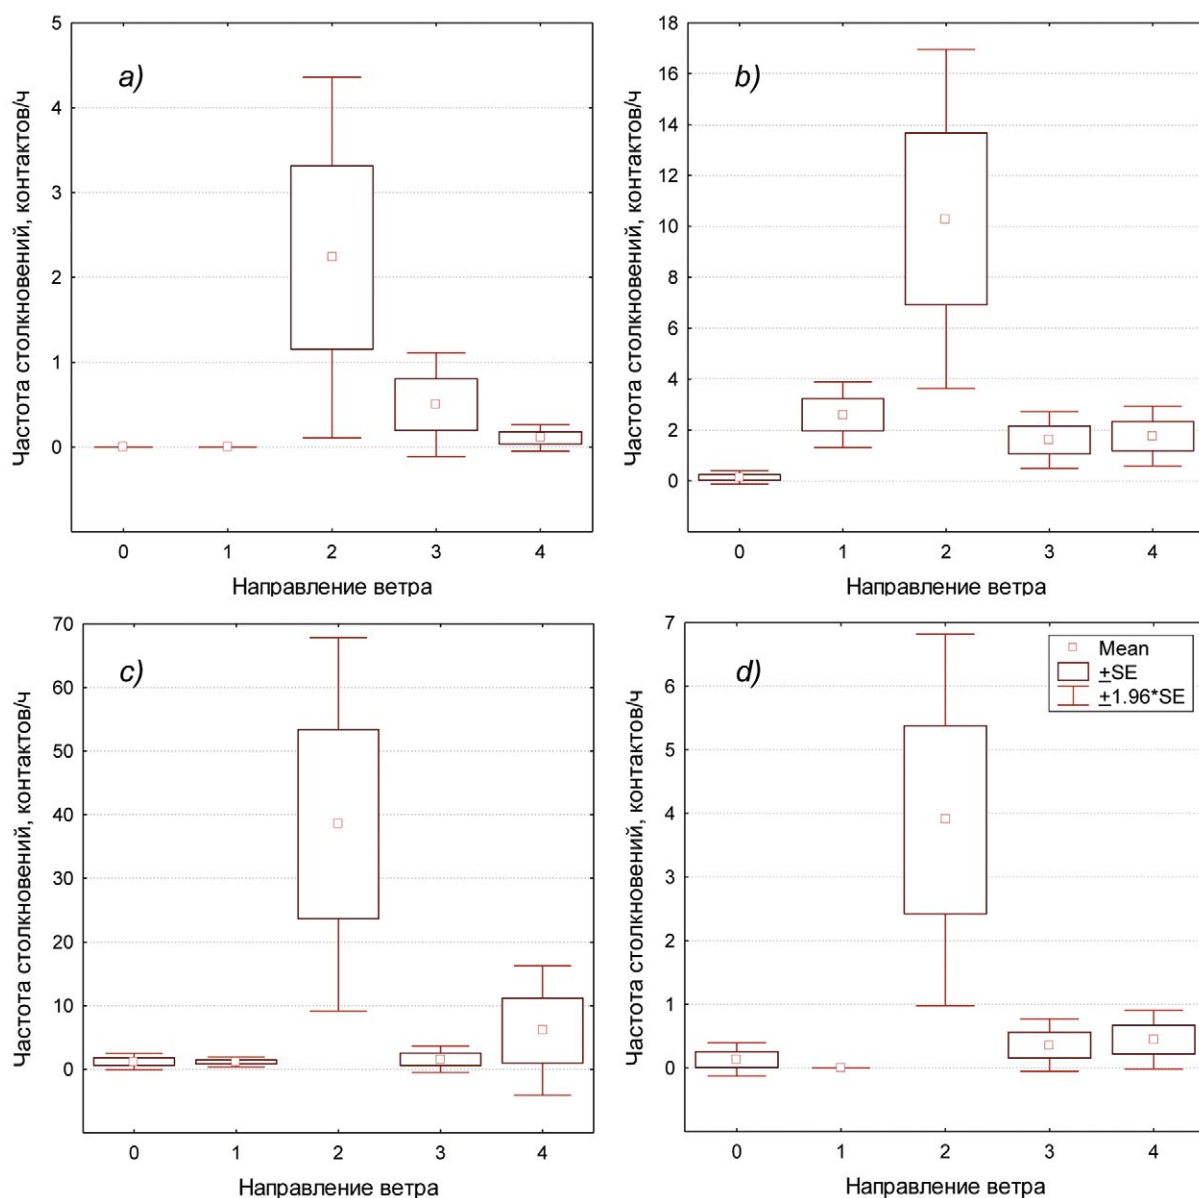 a)
Частота столкновений, контактов/ч
5
4
3
2
1
0
0 1 2 3 4
Направление ветра
b)
Частота столкновений, контактов/ч
18
16
14
12
10
8
6
4
2
0
0 1 2 3 4
Направление ветра
c)
Частота столкновений, контактов/ч
70
60
50
40
30
20
10
0
0 1 2 3 4
Направление ветра
d)
Частота столкновений, контактов/ч
7
6
5
4
3
2
1
0
Mean
±SE
±1.96*SE
0 1 2 3 4
Направление ветра